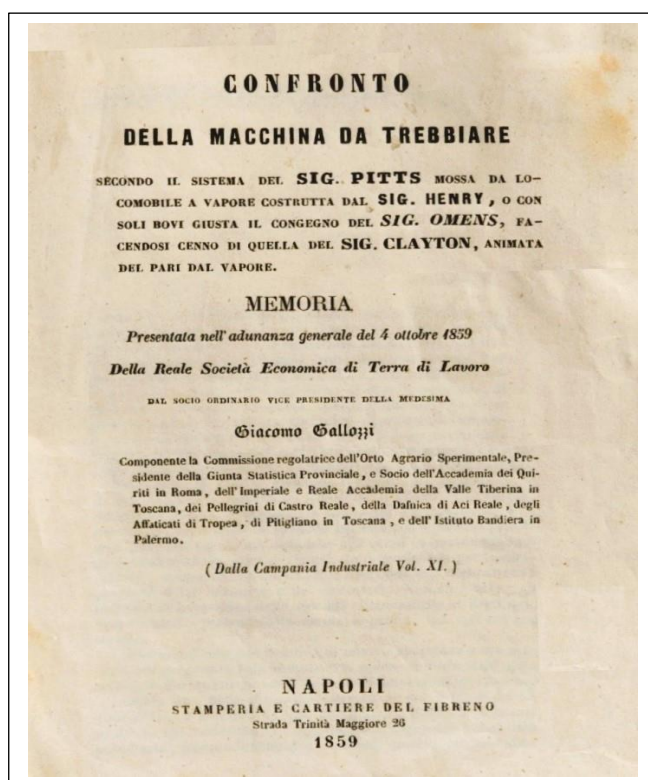 CONFRONTO
DELLA MACCHINA DA TREBBIARE
SECONDO IL SISTEMA DEL SIG. PITTS MOSSA DA LO-
COMOBILE A VAPORE COSTRUTTA DAL SIG. HENRY, O CON
SOLI BOVI GIUSTA IL CONGEGNO DEL SIG. OMENS, FA-
CENDOSI CENNO DI QUELLA DEL SIG. CLAYTON, ANIMATA
DEL PARI DAL VAPORE.
MEMORIA
Presentata nell'adunanza generale del 4 ottobre 1859
Della Reale Società Economica di Terra di Lavoro
DAL SOCIO ORDINARIO VICE PRESIDENTE DELLA MEDESIMA
Giacomo Gallozzi
Componente la Commissione regolatrice dell'Orto Agrario Sperimentale, Pre-
sidente della Giunta Statistica Provinciale, e Socio dell'Accademia dei Qui-
riti in Roma, dell'Imperiale e Reale Accademia della Valle Tiberina in
Toscana, dei Pellegrini di Castro Reale, della Dafnica di Aci Reale, degli
Affaticati di Tropea, di Pitigliano in Toscana, e dell'Istituto Bandiera in
Palermo.
(Dalla Campania Industriale Vol. XI.)
NAPOLI
STAMPERIA E CARTIERE DEL FIBRENO
Strada Trinità Maggiore 26
1859